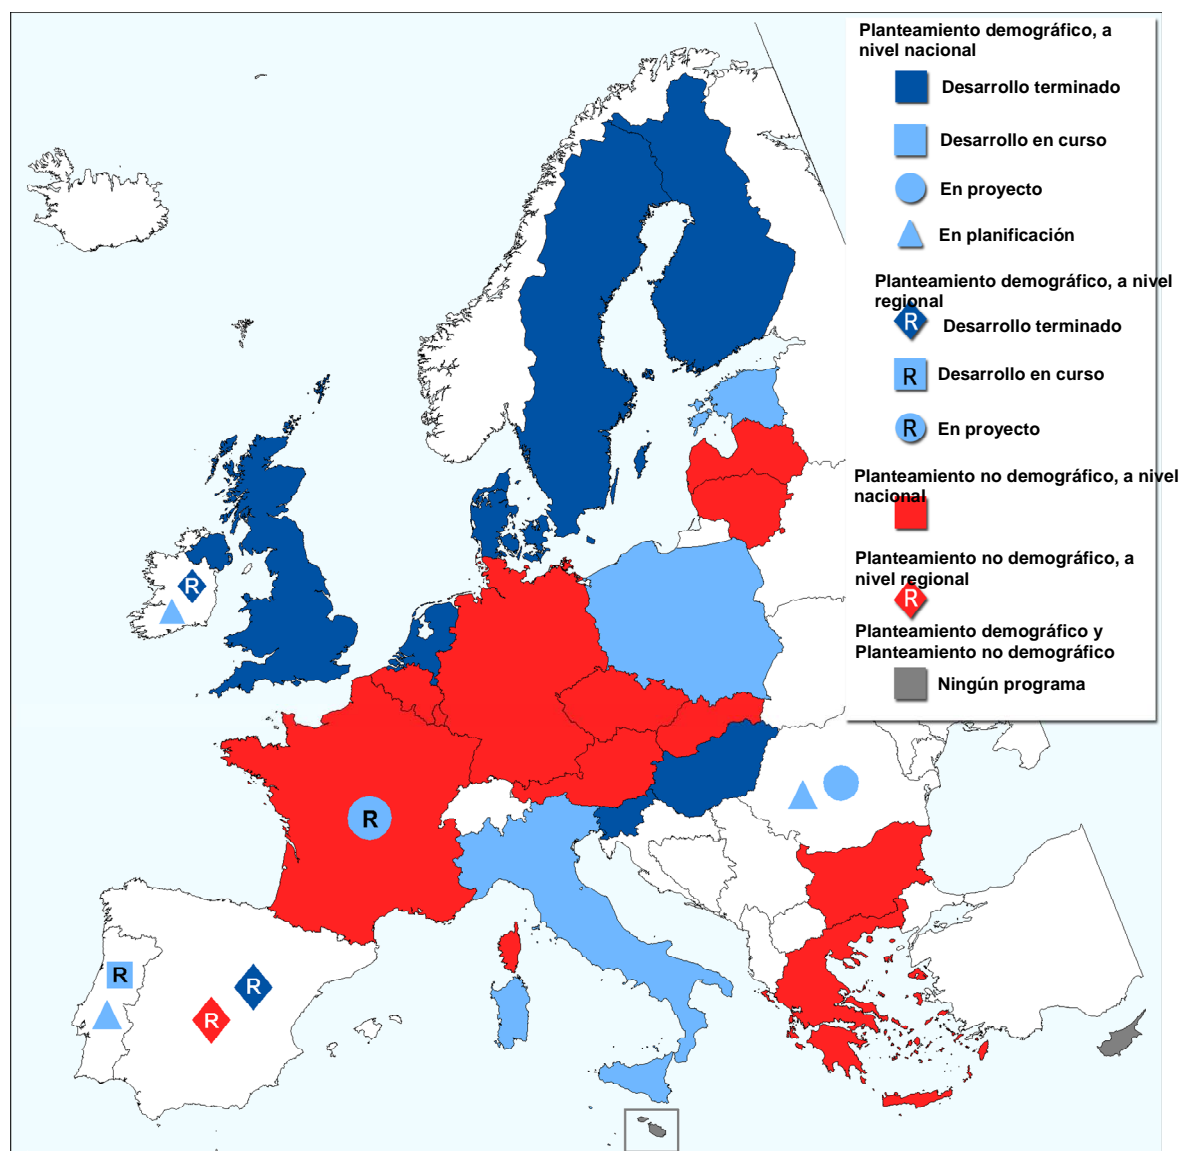 Planteamiento demográfico, a
nivel nacional
Desarrollo terminado
Desarrollo en curso
En proyecto
En planificación
Planteamiento demográfico, a nivel
regional
R
Desarrollo terminado
R
Desarrollo en curso
R
En proyecto
Planteamiento no demográfico, a nivel
nacional
Planteamiento no demográfico, a
nivel regional
R
Planteamiento demográfico y
Planteamiento no demográfico
Ningún programa
R
R
R
R
R